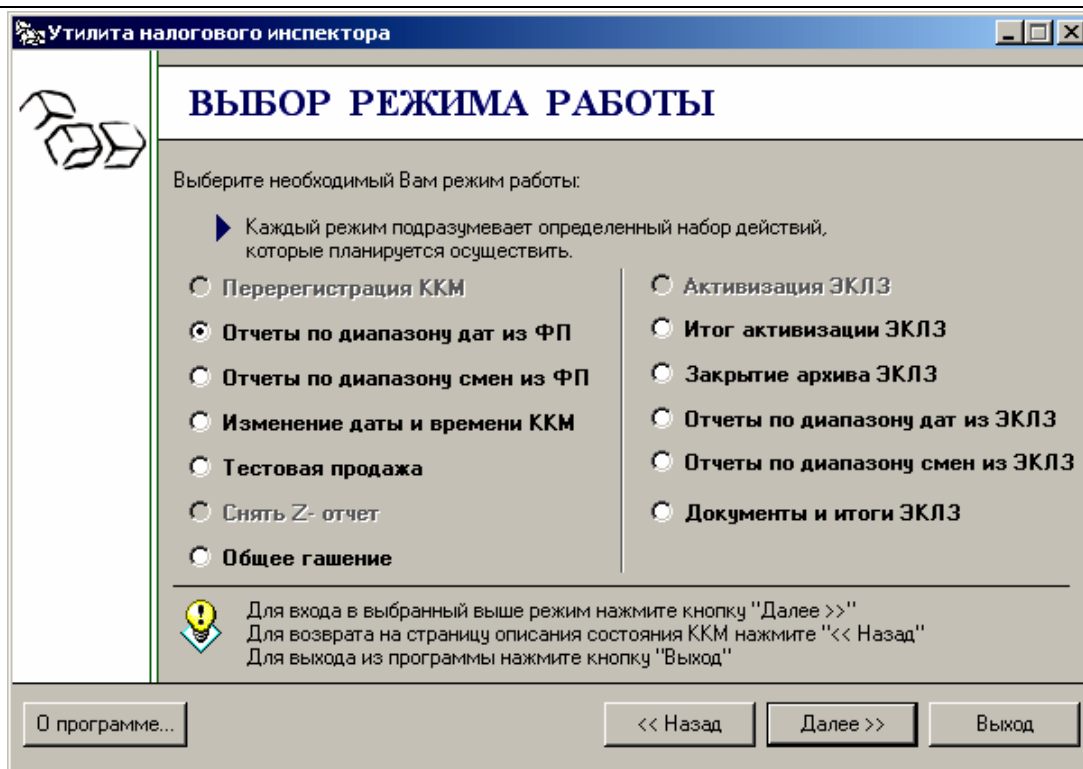 Утилита налогового инспектора
ВЫБОР РЕЖИМА РАБОТЫ
Выберите необходимый Вам режим работы:
Каждый режим подразумевает определенный набор действий,
которые планируется осуществить.
Перерегистрация ККМ
Отчеты по диапазону дат из ФП
Отчеты по диапазону смен из ФП
Изменение даты и времени ККМ
Тестовая продажа
Снять Z- отчет
Общее гашение
Активизация ЭКЛЗ
Итог активизации ЭКЛЗ
Закрытие архива ЭКЛЗ
Отчеты по диапазону дат из ЭКЛЗ
Отчеты по диапазону смен из ЭКЛЗ
Документы и итоги ЭКЛЗ
Для входа в выбранный выше режим нажмите кнопку "Далее >>"
Для возврата на страницу описания состояния ККМ нажмите "<< Назад"
Для выхода из программы нажмите кнопку "Выход"
О программе...
<< Назад
Далее >>
Выход